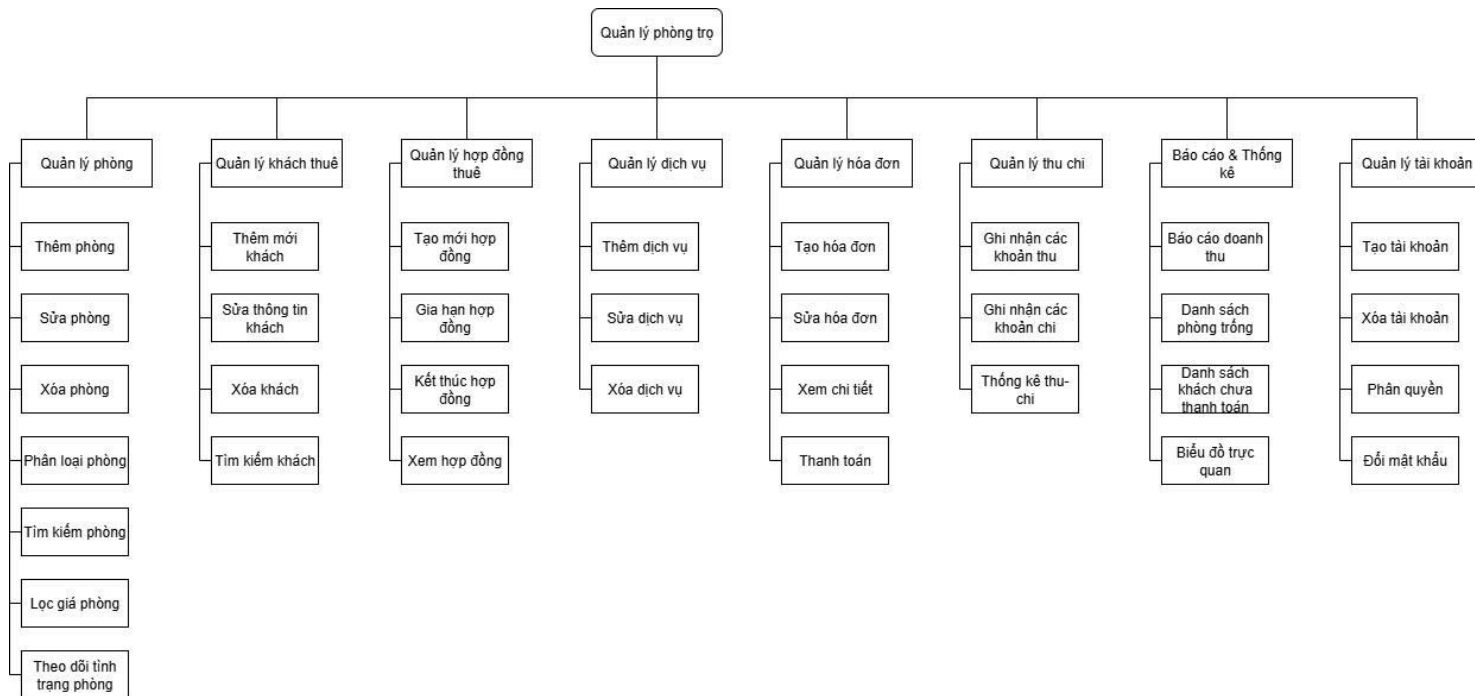 Quản lý phòng trọ
Quản lý phòng
Quản lý khách thuê
Quản lý hợp đồng
thuê
Quản lý dịch vụ
Quản lý hóa đơn
Quản lý thu chi
Báo cáo & Thống
kê
Quản lý tài khoản
Thêm phòng
Thêm mới
khách
Tạo mới hợp
đồng
Thêm dịch vụ
Tạo hóa đơn
Ghi nhận các
khoản thu
Báo cáo doanh
thu
Tạo tài khoản
Sửa phòng
Sửa thông tin
khách
Gia hạn hợp
đồng
Sửa dịch vụ
Sửa hóa đơn
Ghi nhận các
khoản chi
Danh sách
phòng trống
Xóa tài khoản
Xóa phòng
Xóa khách
Kết thúc hợp
đồng
Xóa dịch vụ
Xem chi tiết
Thống kê thu-
chi
Danh sách
khách chưa
thanh toán
Phân quyền
Phân loại phòng
Tìm kiếm khách
Xem hợp đồng
Thanh toán
Biểu đồ trực
quan
Đổi mật khẩu
Tìm kiếm phòng
Lọc giá phòng
Theo dõi tình
trạng phòng